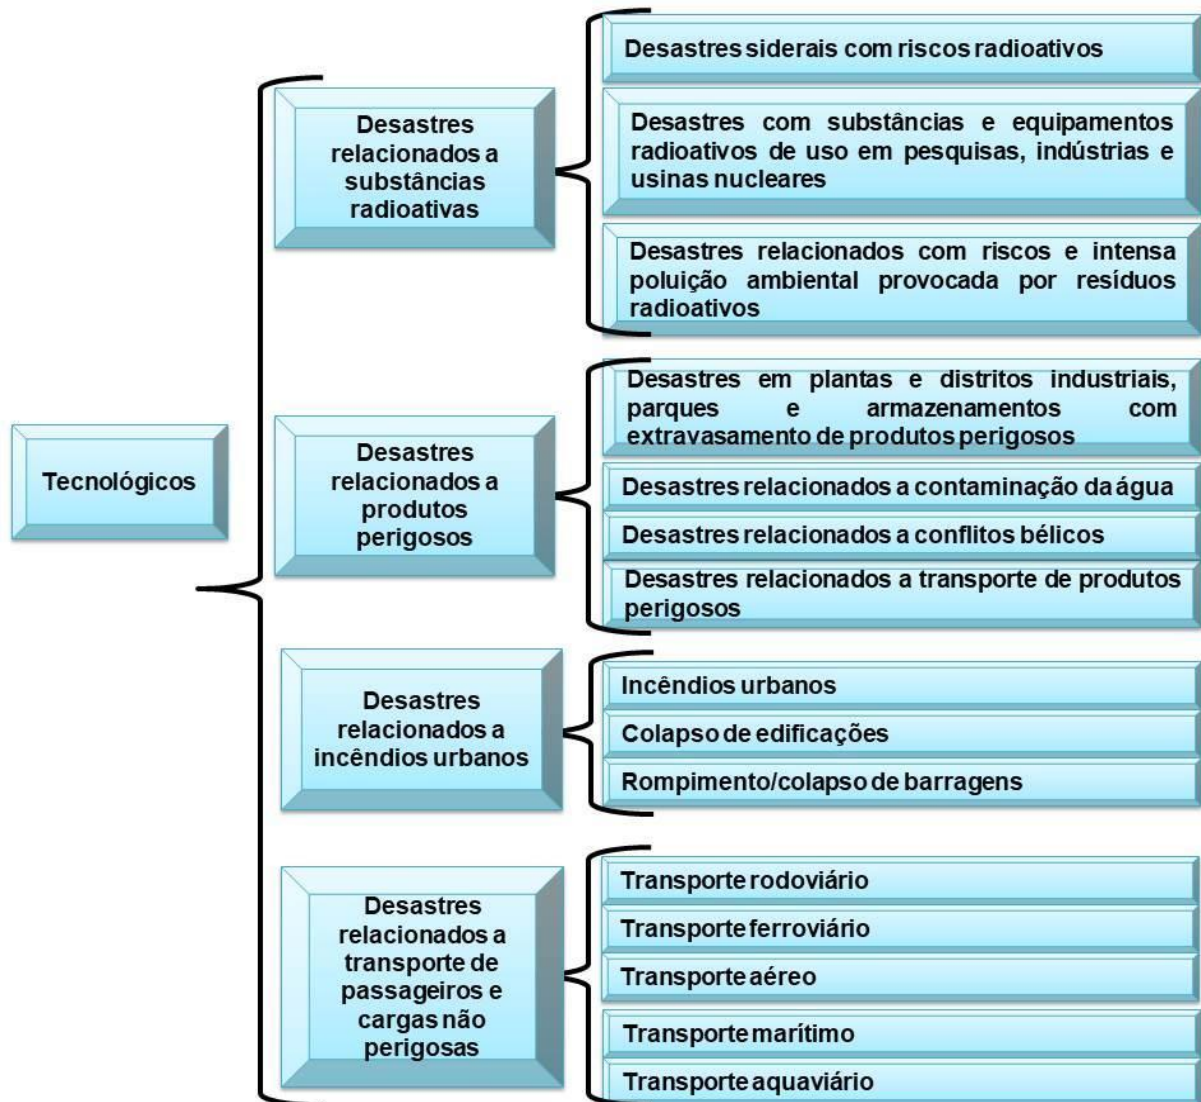 Tecnológicos
Desastres
relacionados a
substâncias
radioativas
Desastres siderais com riscos radioativos
Desastres com substâncias e equipamentos
radioativos de uso em pesquisas, indústrias e
usinas nucleares
Desastres relacionados com riscos e intensa
poluição ambiental provocada por resíduos
radioativos
Desastres
relacionados a
produtos
perigosos
Desastres em plantas e distritos industriais,
parques e armazenamentos com
extravasamento de produtos perigosos
Desastres relacionados a contaminação da água
Desastres relacionados a conflitos bélicos
Desastres relacionados a transporte de produtos
perigosos
Desastres
relacionados a
incêndios urbanos
Incêndios urbanos
Colapso de edificações
Rompimento/colapso de barragens
Desastres
relacionados a
transporte de
passageiros e
cargas não
perigosas
Transporte rodoviário
Transporte ferroviário
Transporte aéreo
Transporte marítimo
Transporte aquaviário